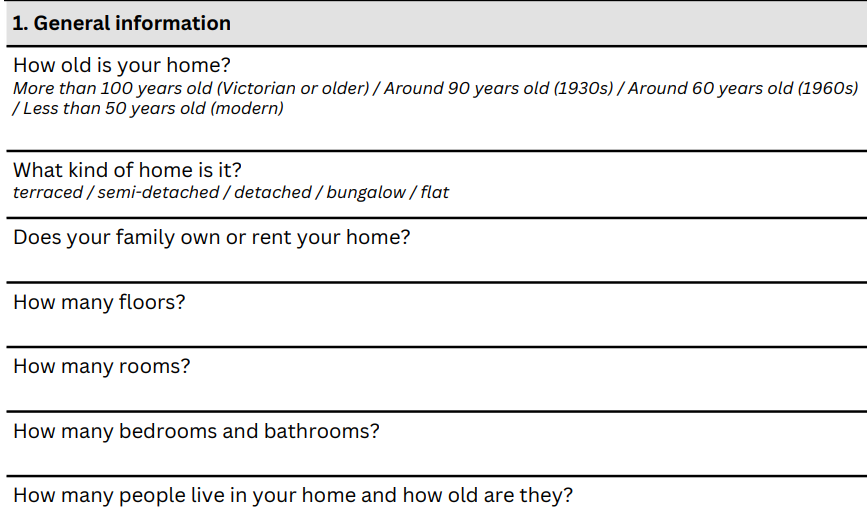 1. General information
How old is your home?
More than 100 years old (Victorian or older) / Around 90 years old (1930s) / Around 60 years old (1960s)
/ Less than 50 years old (modern)
What kind of home is it?
terraced / semi-detached / detached / bungalow / flat
Does your family own or rent your home?
How many floors?
How many rooms?
How many bedrooms and bathrooms?
How many people live in your home and how old are they?